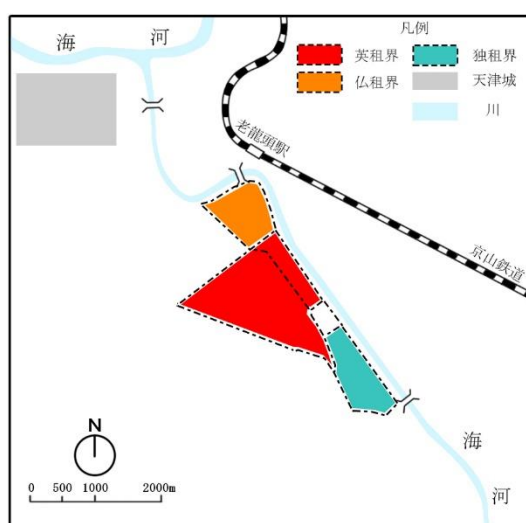 海 河
凡例
英租界
独租界
仏租界
天津城
川
老龍頭駅
京山鉄道
海
河
N
0 500 1000 2000m